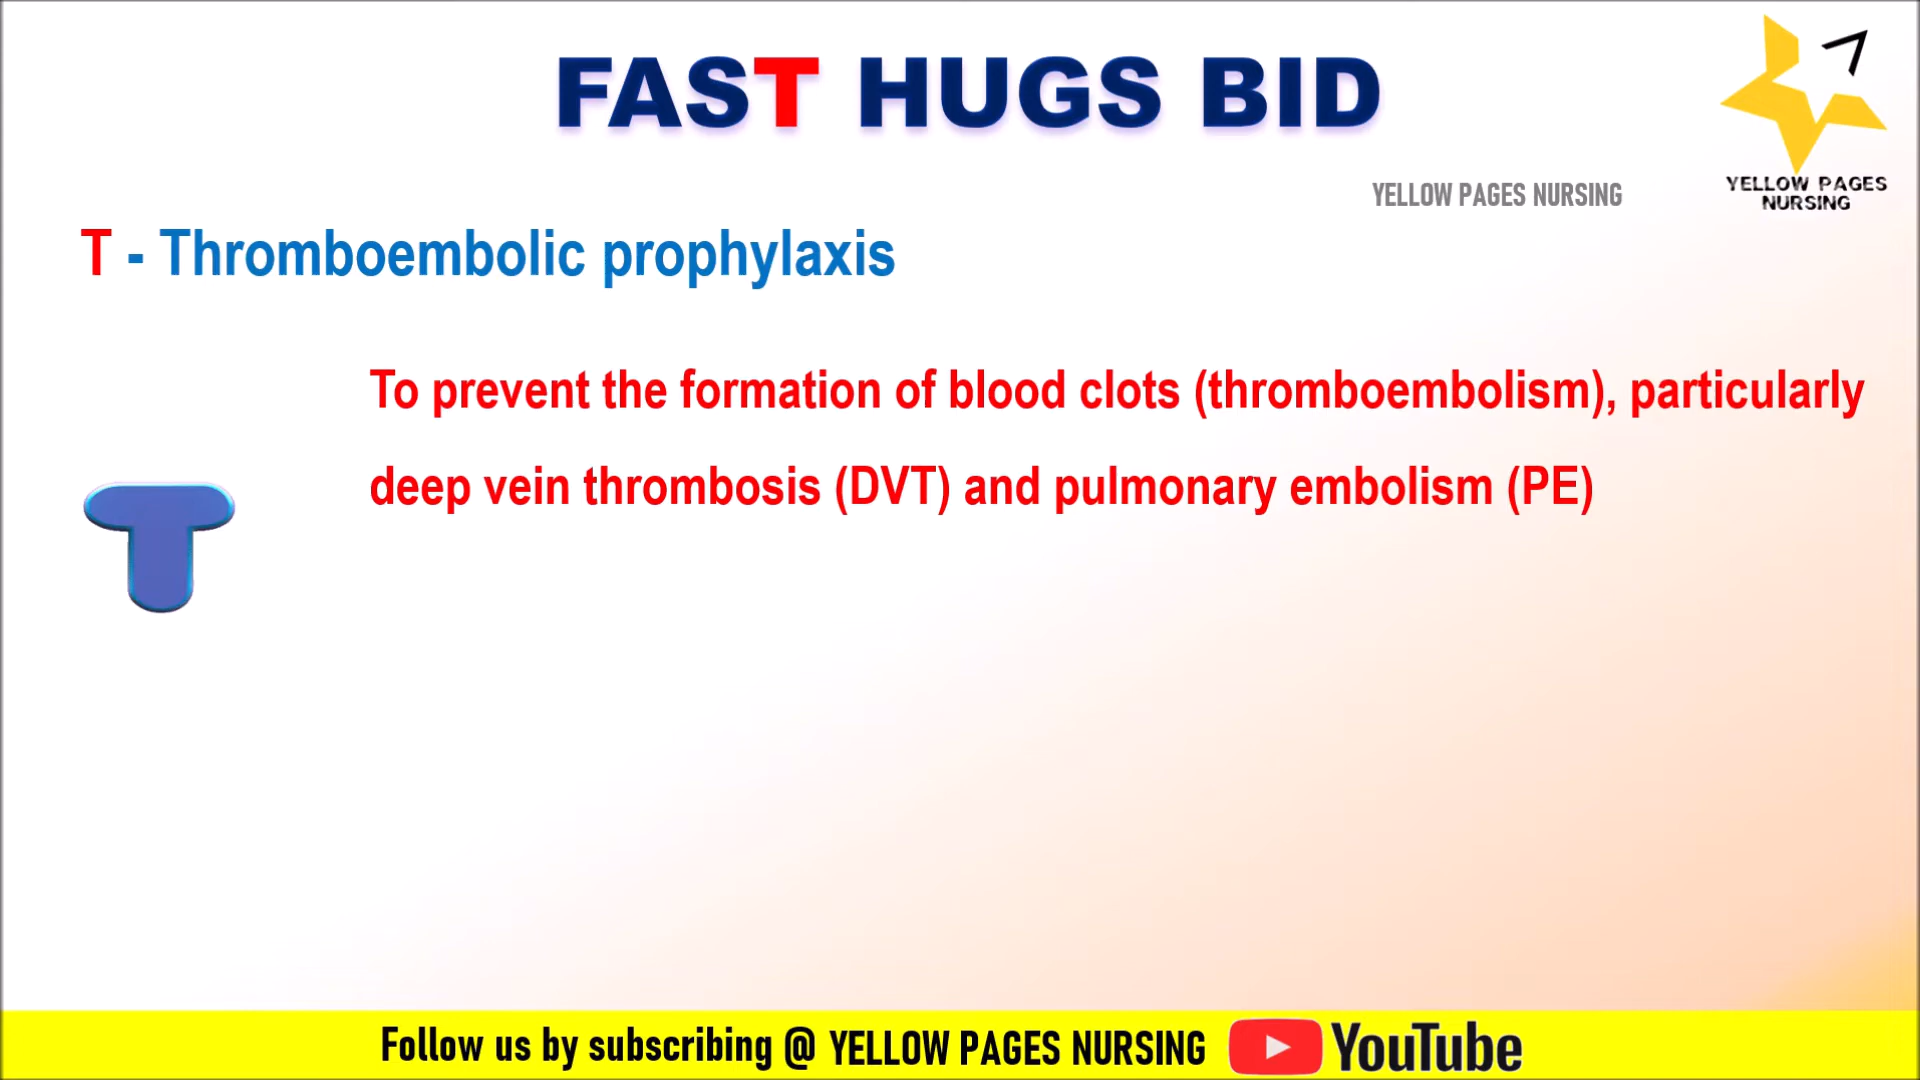 FAST HUGS BID
YELLOW PAGES NURSING
YELLOW PAGES
NURSING
T - Thromboembolic prophylaxis
To prevent the formation of blood clots (thromboembolism), particularly
deep vein thrombosis (DVT) and pulmonary embolism (PE)
T
Follow us by subscribing @ YELLOW PAGES NURSING YouTube